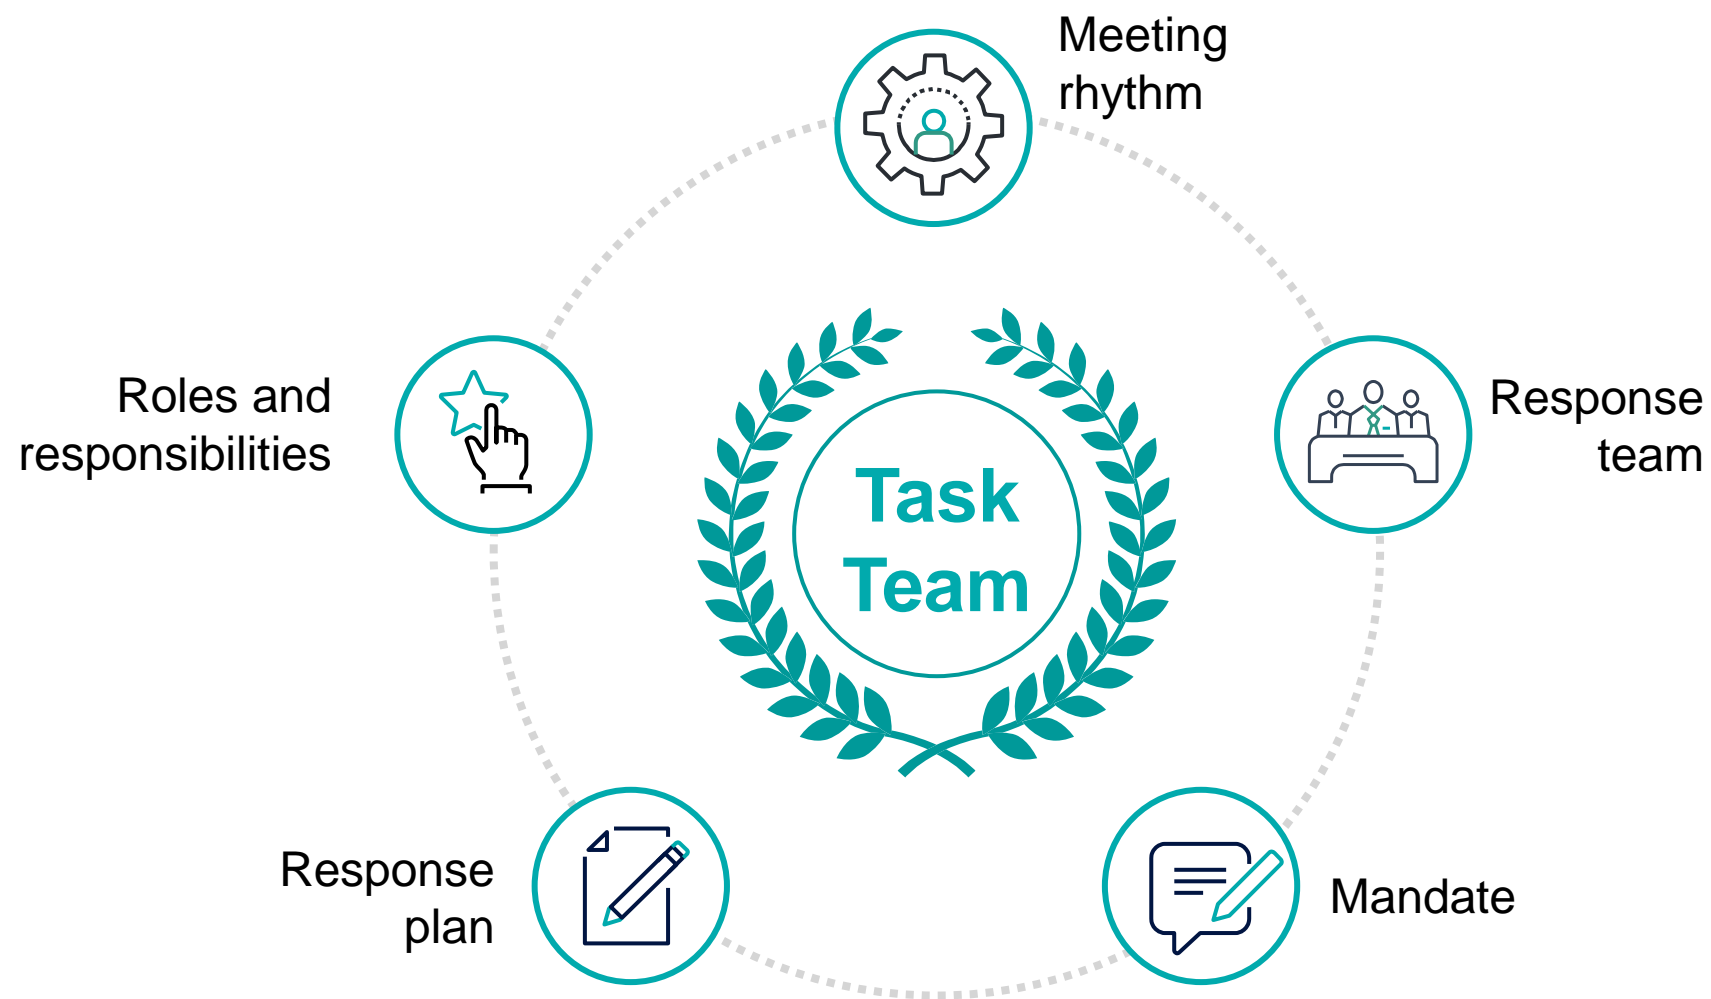 Meeting
rhythm
Roles and
responsibilities
Response
team
Task
Team
Response
plan
Mandate